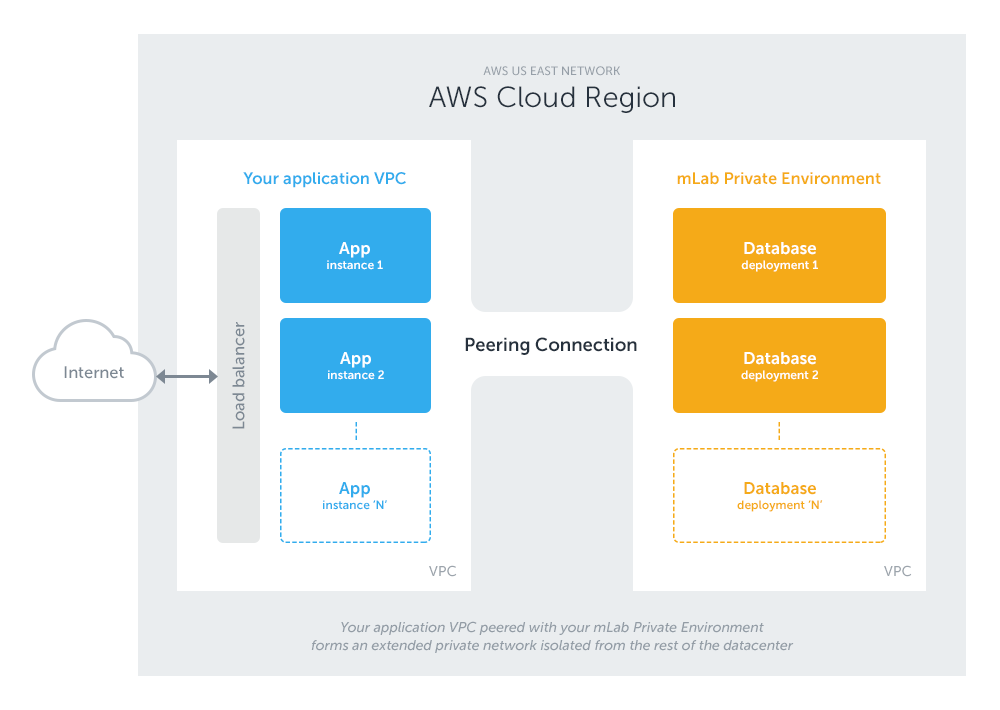 AWS US EAST NETWORK
AWS Cloud Region
Your application VPC
mLab Private Environment
App
instance 1
Database
deployment 1
Internet
Load balancer
App
instance 2
Peering Connection
Database
deployment 2
App
instance ‘N’
Database
deployment ‘N’
VPC
VPC
Your application VPC peered with your mLab Private Environment
forms an extended private network isolated from the rest of the datacenter